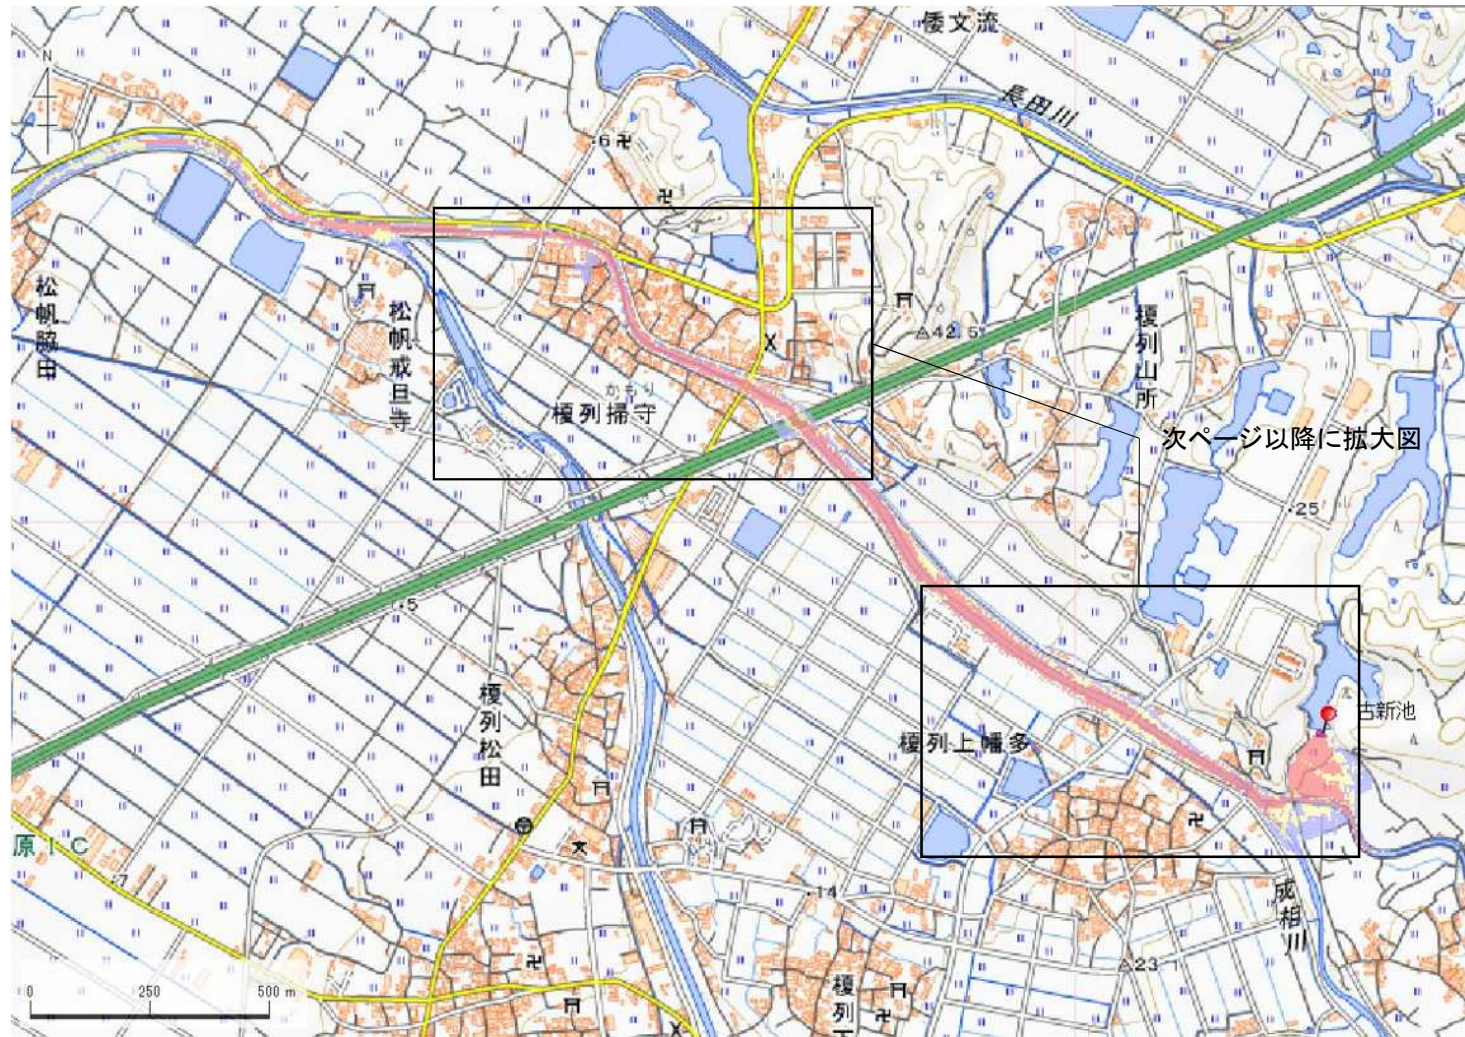 倭文流
N
長田川
6
松帆脇田
松帆戒旦寺
42.5
榎列山所
かもり
榎列掃守
次ページ以降に拡大図
25
5
榎列松田
古新池
榎列上幡多
原IC
7
14
成相川
23
榎列下
0 250 500 m